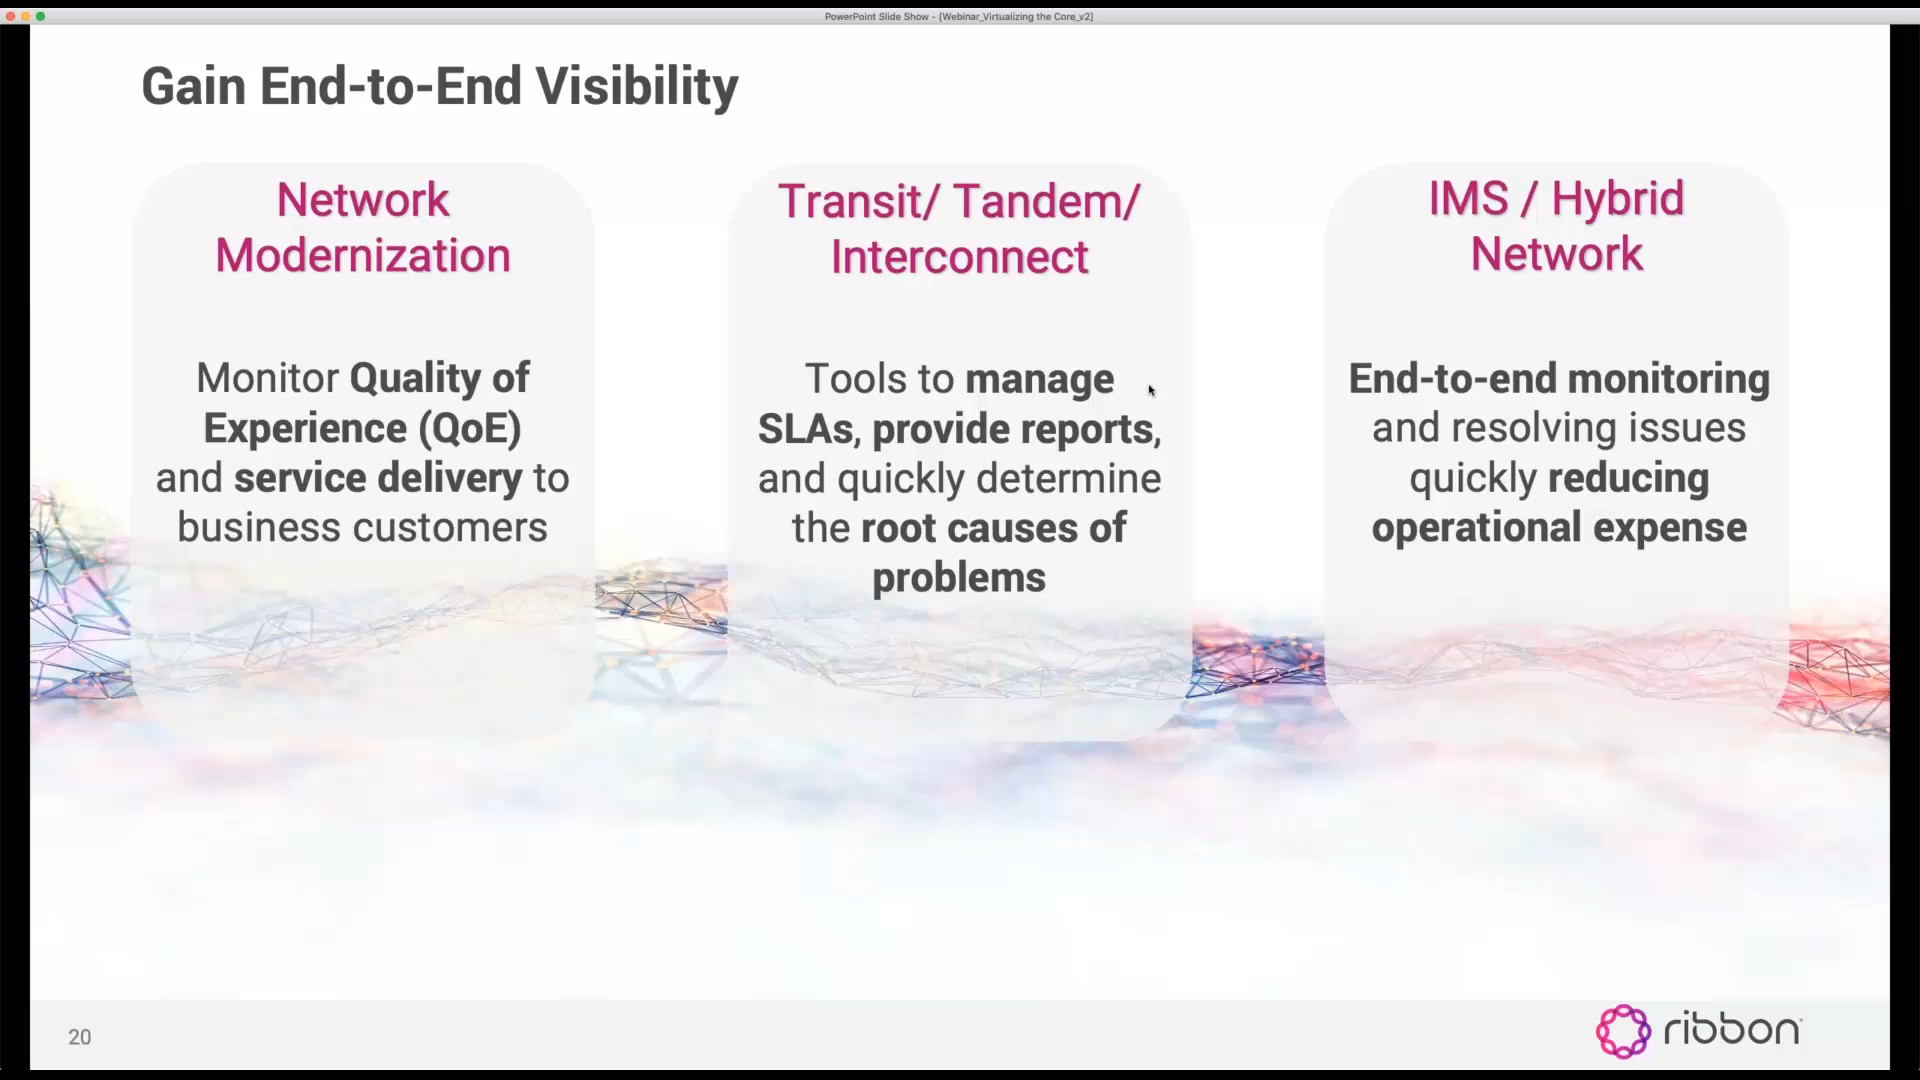 PowerPoint Slide Show - [Webinar_Virtualizing the Core_v2]
Gain End-to-End Visibility
Network
Modernization
Monitor Quality of
Experience (QoE)
and service delivery to
business customers
Transit/ Tandem/
Interconnect
Tools to manage
SLAs, provide reports,
and quickly determine
the root causes of
problems
IMS / Hybrid
Network
End-to-end monitoring
and resolving issues
quickly reducing
operational expense
20
ribbon